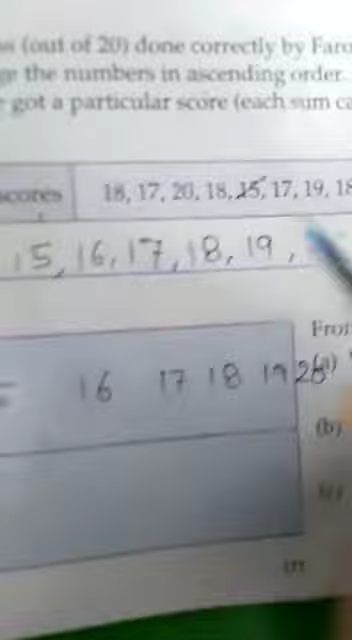 (out of 20) done correctly by Faro
the numbers in ascending order.
got a particular score (each sum ca
scores 18, 17, 20, 18, 15, 17, 19, 18
15, 16, 17, 18, 19,
From
16 17 18 19 20 (a)
(b)